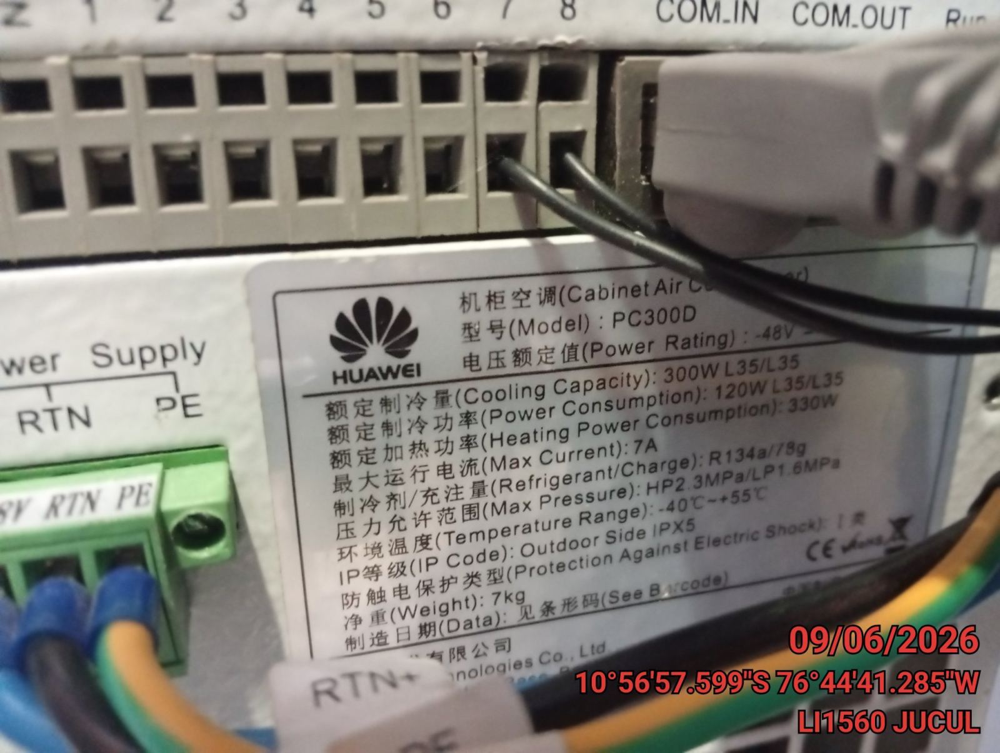 1 2 3 4 5 6 7 8 COM_IN COM_OUT Run
Supply
RTN PE
8V RTN PE
HUAWEI
机柜空调(Cabinet Air
型号(Model) : PC300D
电压额定值(Power Rating) : -48V
额定制冷量(Cooling Capacity): 300W L35/L35
额定制冷功率(Power Consumption): 120W L35/L35
额定加热功率(Heating Power Consumption): 330W
最大运行电流(Max Current): 7A
制冷剂/充注量(Refrigerant/Charge): R134a/78g
压力允许范围(Max Pressure): HP2.3MPa/LP1.6MPa
环境温度(Temperature Range): -40℃~+55℃
IP等级(IP Code): Outdoor Side IPX5
防触电保护类型(Protection Against Electric Shock): I 类
净重(Weight): 7kg
制造日期(Data): 见条形码(See Barcode)
CE RoHS
有限公司
Co., Ltd
RTN+
09/06/2026
10°56'57.599"S 76°44'41.285"W
LI1560 JUCUL